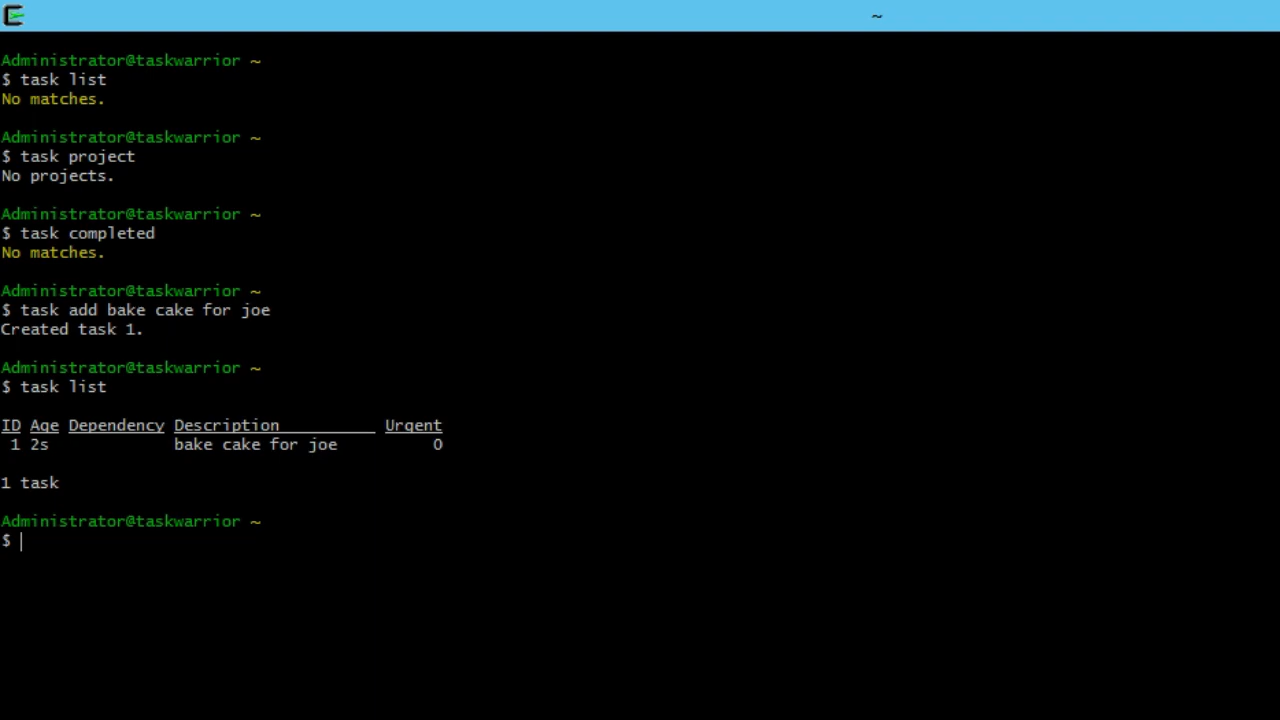 ~
Administrator@taskwarrior ~
$ task list
No matches.
Administrator@taskwarrior ~
$ task project
No projects.
Administrator@taskwarrior ~
$ task completed
No matches.
Administrator@taskwarrior ~
$ task add bake cake for joe
Created task 1.
Administrator@taskwarrior ~
$ task list
ID Age Dependency Description Urgent
1 2s bake cake for joe 0
1 task
Administrator@taskwarrior ~
$